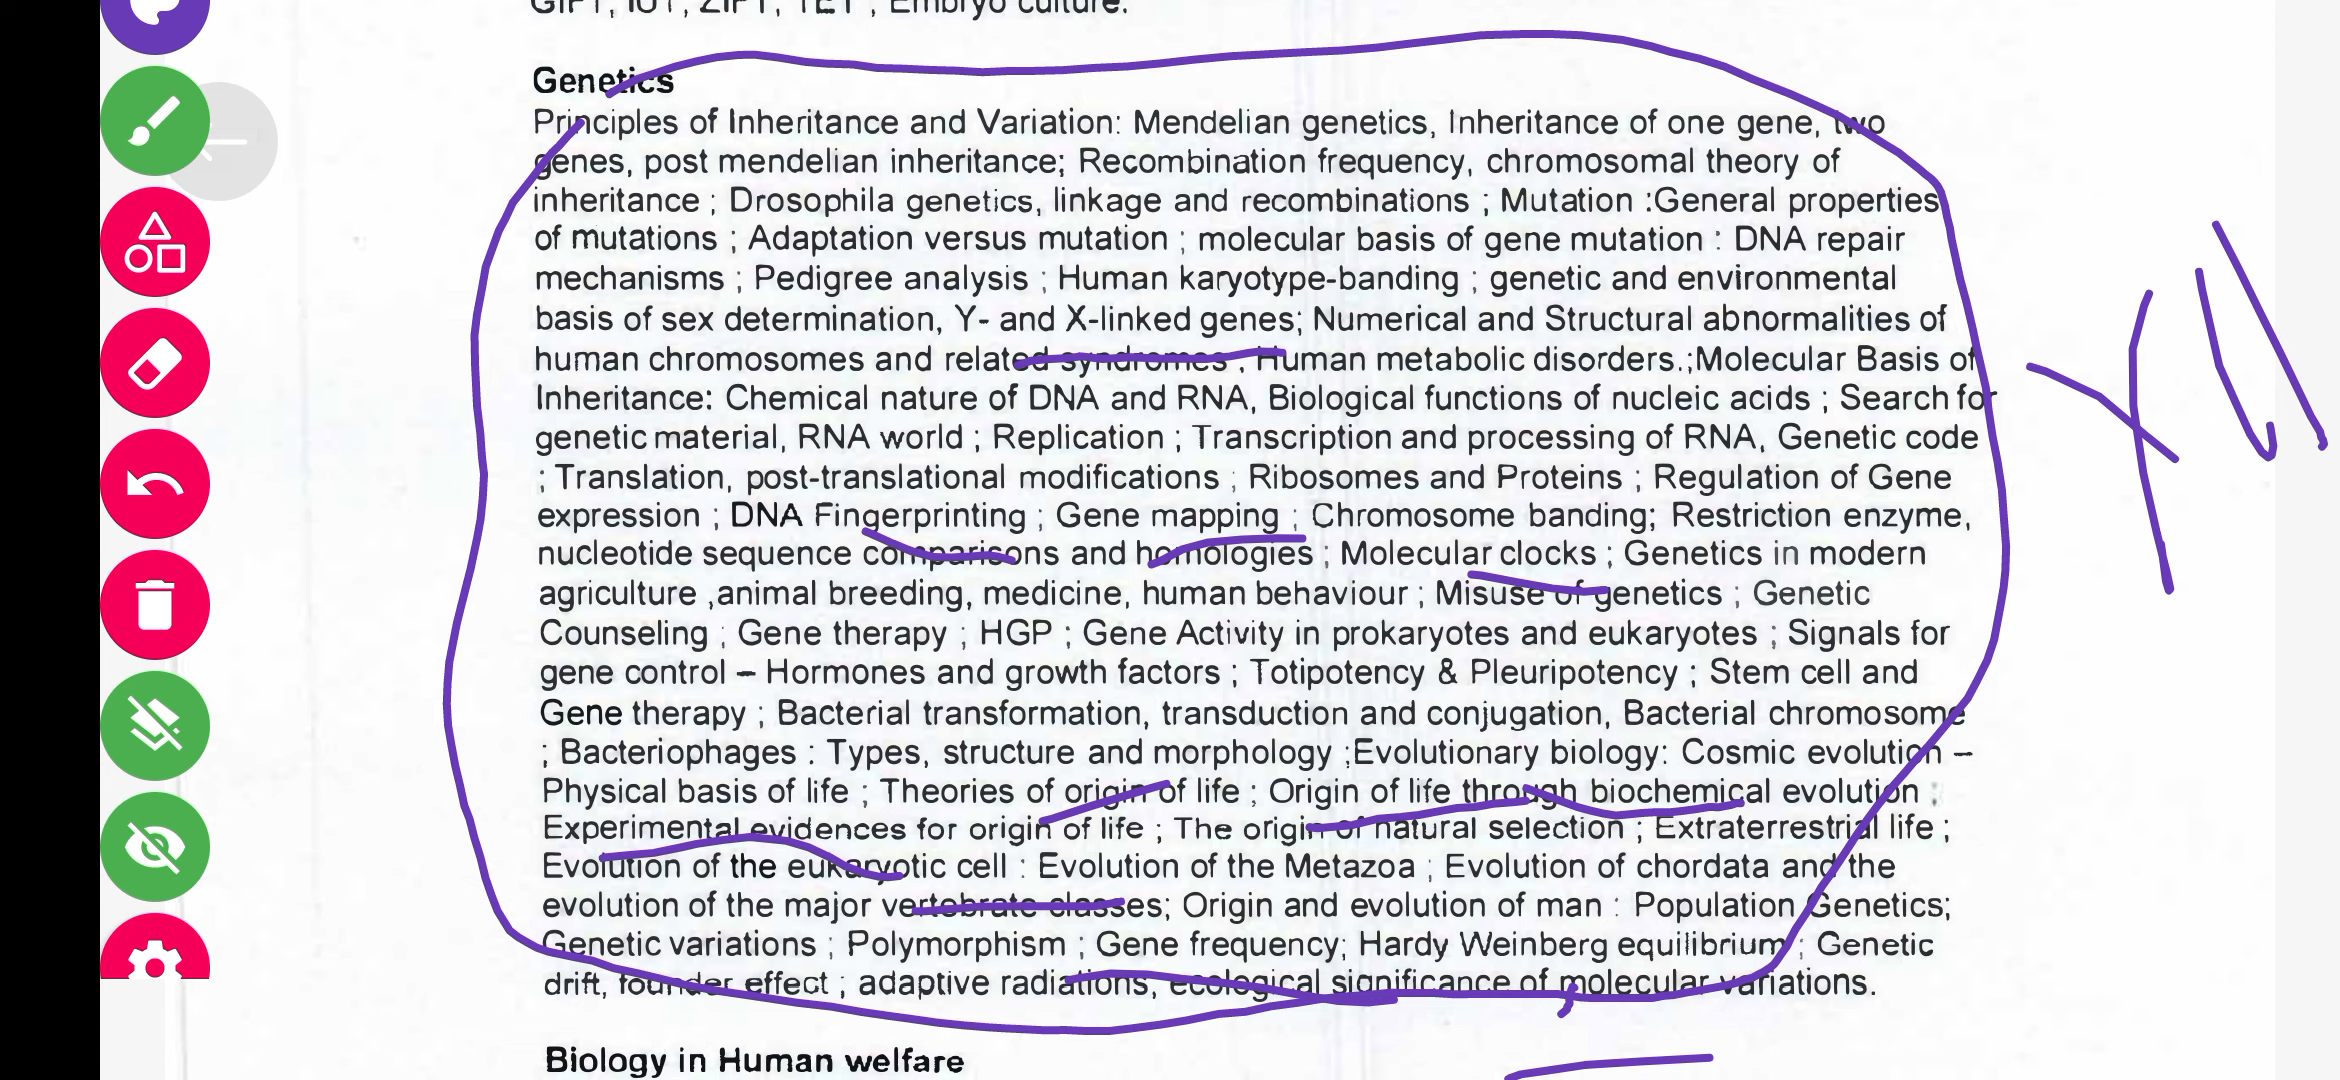 GIFT, IUT, ZIFT, TET ; Embryo culture.
Genetics
Principles of Inheritance and Variation: Mendelian genetics, Inheritance of one gene, two
genes, post mendelian inheritance; Recombination frequency, chromosomal theory of
inheritance ; Drosophila genetics, linkage and recombinations ; Mutation :General properties
of mutations ; Adaptation versus mutation ; molecular basis of gene mutation : DNA repair
mechanisms ; Pedigree analysis ; Human karyotype-banding ; genetic and environmental
basis of sex determination, Y- and X-linked genes; Numerical and Structural abnormalities of
human chromosomes and related syndromes ; Human metabolic disorders.;Molecular Basis of
Inheritance: Chemical nature of DNA and RNA, Biological functions of nucleic acids ; Search for
genetic material, RNA world ; Replication ; Transcription and processing of RNA, Genetic code
; Translation, post-translational modifications ; Ribosomes and Proteins ; Regulation of Gene
expression ; DNA Fingerprinting ; Gene mapping ; Chromosome banding; Restriction enzyme,
nucleotide sequence comparisons and homologies ; Molecular clocks ; Genetics in modern
agriculture ,animal breeding, medicine, human behaviour ; Misuse of genetics ; Genetic
Counseling ; Gene therapy ; HGP ; Gene Activity in prokaryotes and eukaryotes ; Signals for
gene control – Hormones and growth factors ; Totipotency & Pleuripotency ; Stem cell and
Gene therapy ; Bacterial transformation, transduction and conjugation, Bacterial chromosome
; Bacteriophages : Types, structure and morphology ;Evolutionary biology: Cosmic evolution –
Physical basis of life ; Theories of origin of life ; Origin of life through biochemical evolution ;
Experimental evidences for origin of life ; The origin of natural selection ; Extraterrestrial life ;
Evolution of the eukaryotic cell : Evolution of the Metazoa ; Evolution of chordata and the
evolution of the major vertebrate classes; Origin and evolution of man : Population Genetics;
Genetic variations ; Polymorphism ; Gene frequency; Hardy Weinberg equilibrium ; Genetic
drift, founder effect ; adaptive radiations, ecological significance of molecular variations.
Biology in Human welfare